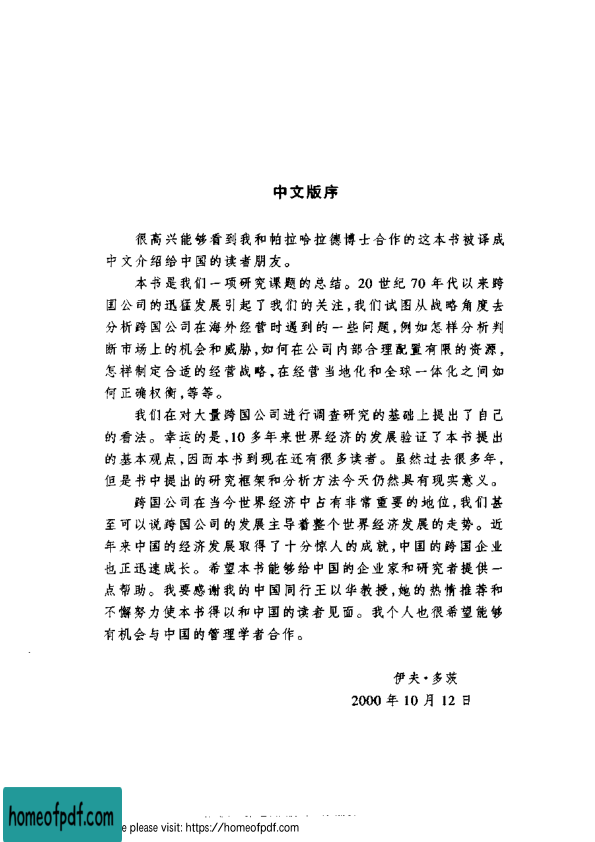 中文版序
很高兴能够看到我和帕拉哈拉德博士合作的这本书被译成
中文介绍给中国的读者朋友。
本书是我们一项研究课题的总结。20 世纪 70 年代以来跨
国公司的迅猛发展引起了我们的关注,我们试图从战略角度去
分析跨国公司在海外经营时遇到的一些问题,例如怎样分析判
断市场上的机会和威胁,如何在公司内部合理配置有限的资源,
怎样制定合适的经营战略,在经营当地化和全球一体化之间如
何正确权衡,等等。
我们在对大量跨国公司进行调查研究的基础上提出了自己
的看法。幸运的是,10 多年来世界经济的发展验证了本书提出
的基本观点,因而本书到现在还有很多读者。虽然过去很多年,
但是书中提出的研究框架和分析方法今天仍然具有现实意义。
跨国公司在当今世界经济中占有非常重要的地位,我们甚
至可以说跨国公司的发展主导着整个世界经济发展的走势。近
年来中国的经济发展取得了十分惊人的成就,中国的跨国企业
也正迅速成长。希望本书能够给中国的企业家和研究者提供一
点帮助。我要感谢我的中国同行王以华教授,她的热情推荐和
不懈努力使本书得以和中国的读者见面。我个人也很希望能够
有机会与中国的管理学者合作。
伊夫·多茨
2000 年 10 月 12 日
homeofpdf.com
please visit: https://homeofpdf.com